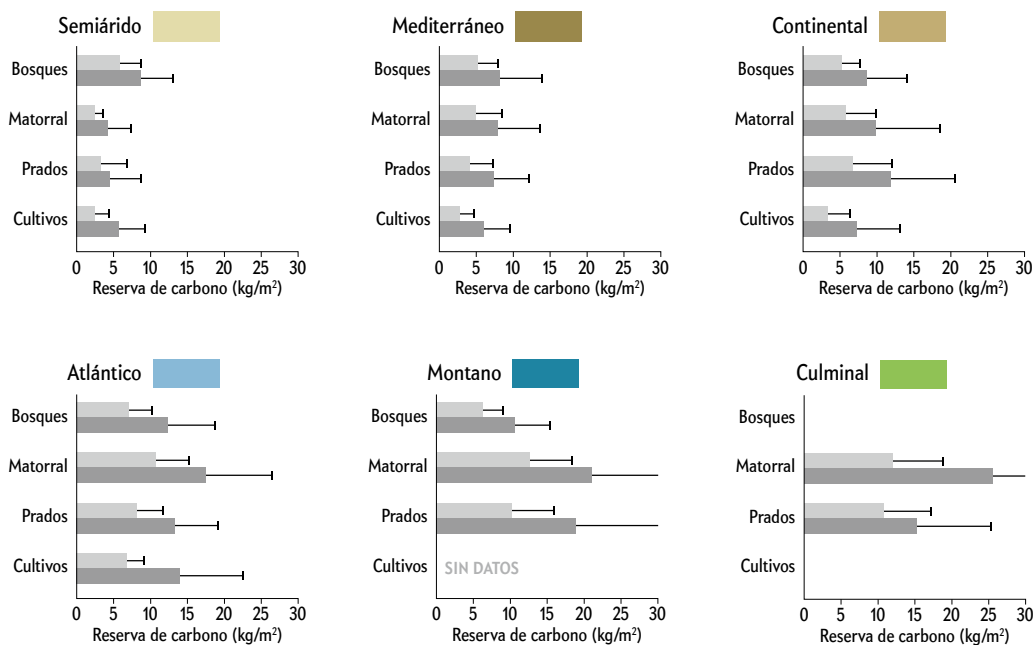 Semiárido
Bosques
Matorral
Prados
Cultivos
0 5 10 15 20 25 30
Reserva de carbono (kg/m²)
Mediterráneo
Bosques
Matorral
Prados
Cultivos
0 5 10 15 20 25 30
Reserva de carbono (kg/m²)
Continental
Bosques
Matorral
Prados
Cultivos
0 5 10 15 20 25 30
Reserva de carbono (kg/m²)
Atlántico
Bosques
Matorral
Prados
Cultivos
0 5 10 15 20 25 30
Reserva de carbono (kg/m²)
Montano
Bosques
Matorral
Prados
Cultivos SIN DATOS
0 5 10 15 20 25 30
Reserva de carbono (kg/m²)
Culminal
Bosques
Matorral
Prados
Cultivos
0 5 10 15 20 25 30
Reserva de carbono (kg/m²)